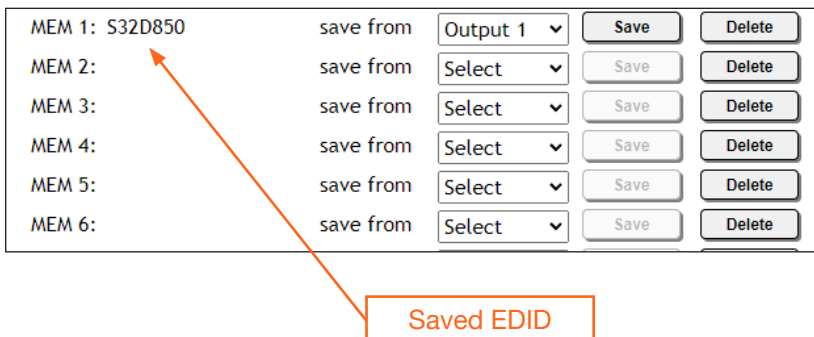 MEM 1: S32D850 save from Output 1 Save Delete
MEM 2: save from Select Save Delete
MEM 3: save from Select Save Delete
MEM 4: save from Select Save Delete
MEM 5: save from Select Save Delete
MEM 6: save from Select Save Delete
Saved EDID